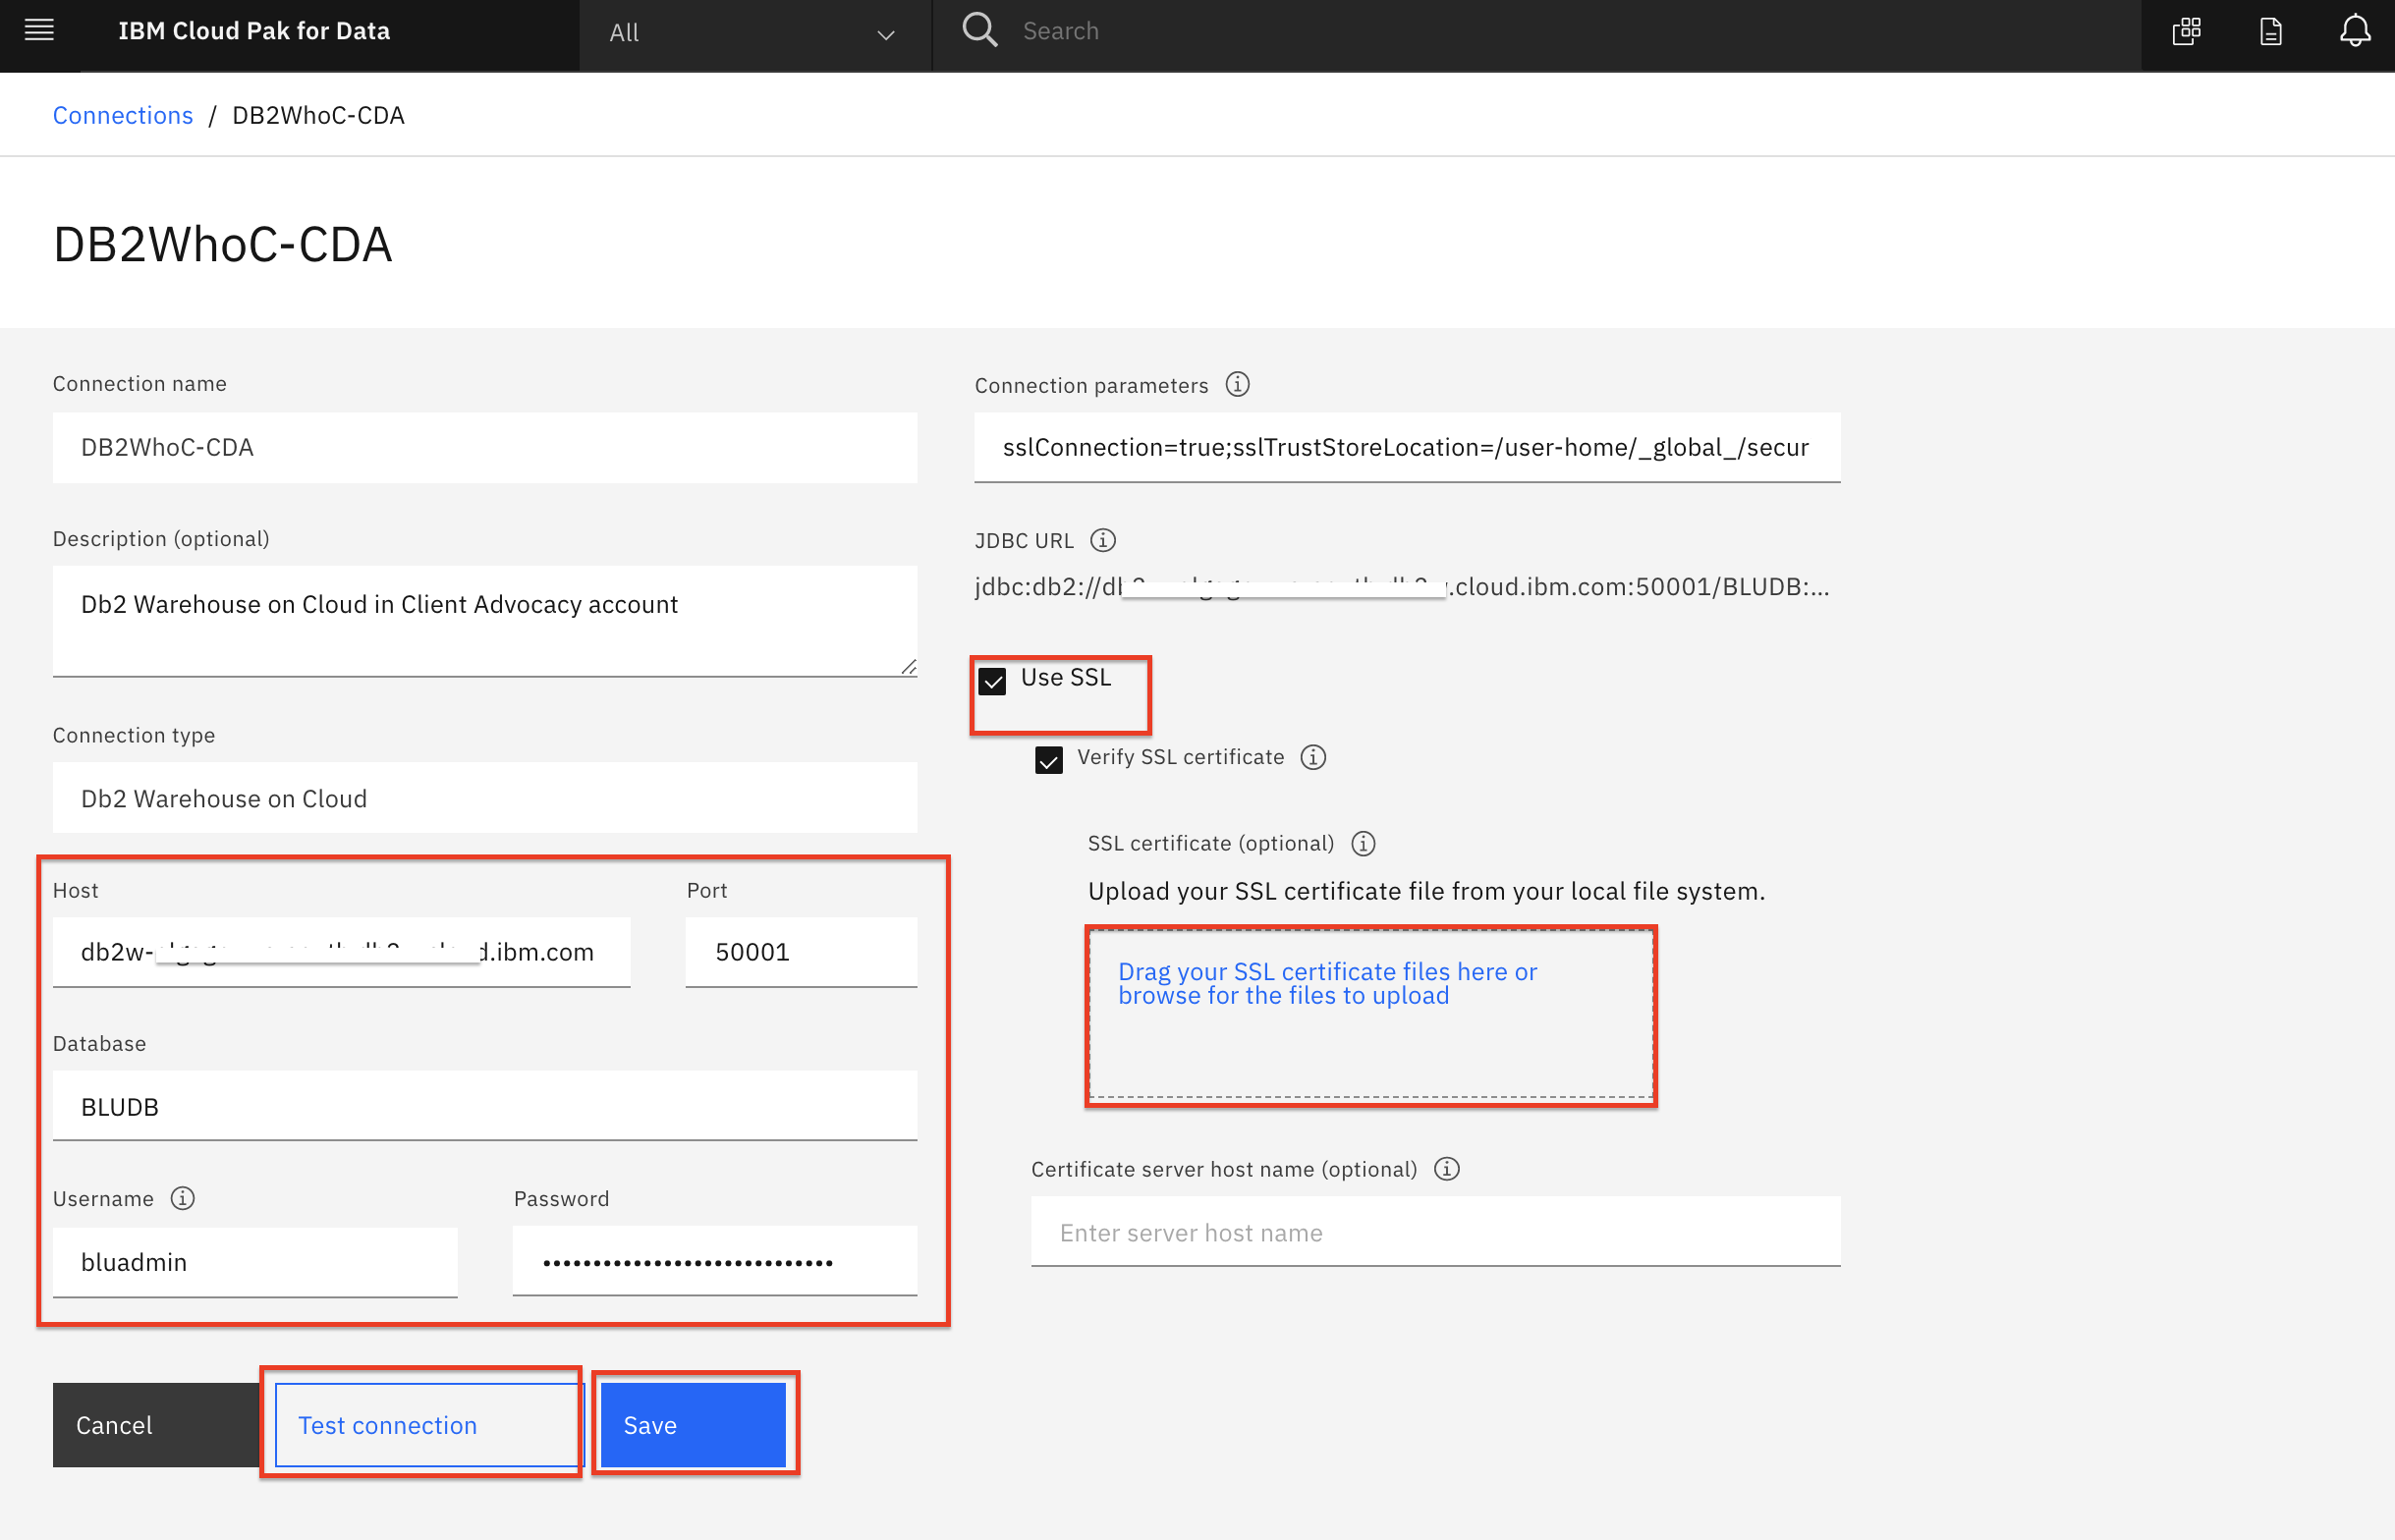 IBM Cloud Pak for Data
All
Search
Connections / DB2WhoC-CDA
DB2WhoC-CDA
Connection name
DB2WhoC-CDA
Description (optional)
Db2 Warehouse on Cloud in Client Advocacy account
Connection type
Db2 Warehouse on Cloud
Host
Port
db2w- d.ibm.com
50001
Database
BLUDB
Username
Password
bluadmin
•••••••••••••••••••••••••••••
Cancel
Test connection
Save
Connection parameters
sslConnection=true;sslTrustStoreLocation=/user-home/_global_/secur
JDBC URL
jdbc:db2://db .cloud.ibm.com:50001/BLUDB:...
Use SSL
Verify SSL certificate
SSL certificate (optional)
Upload your SSL certificate file from your local file system.
Drag your SSL certificate files here or
browse for the files to upload
Certificate server host name (optional)
Enter server host name